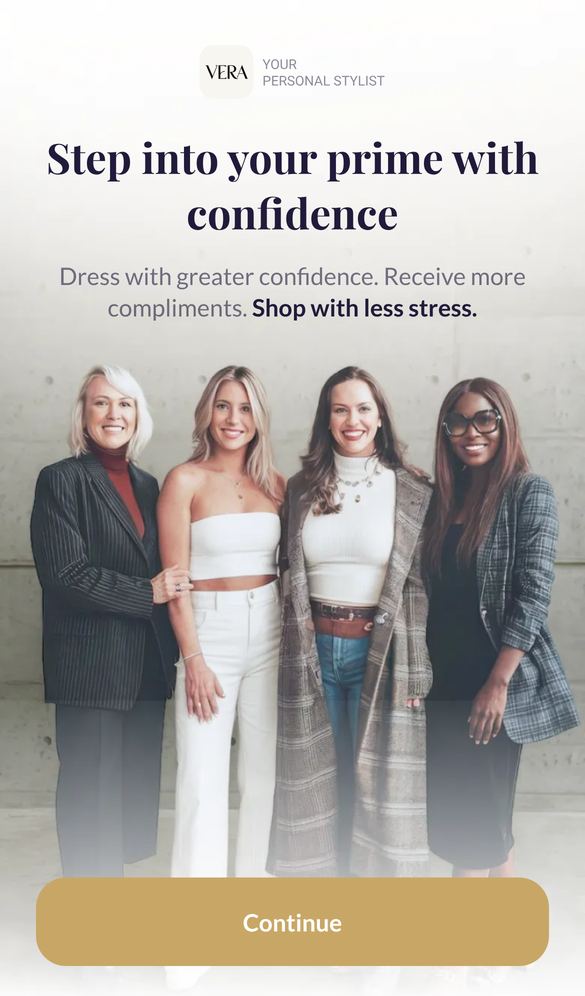 VERA
YOUR
PERSONAL STYLIST
Step into your prime with
confidence
Dress with greater confidence. Receive more
compliments. Shop with less stress.
Continue